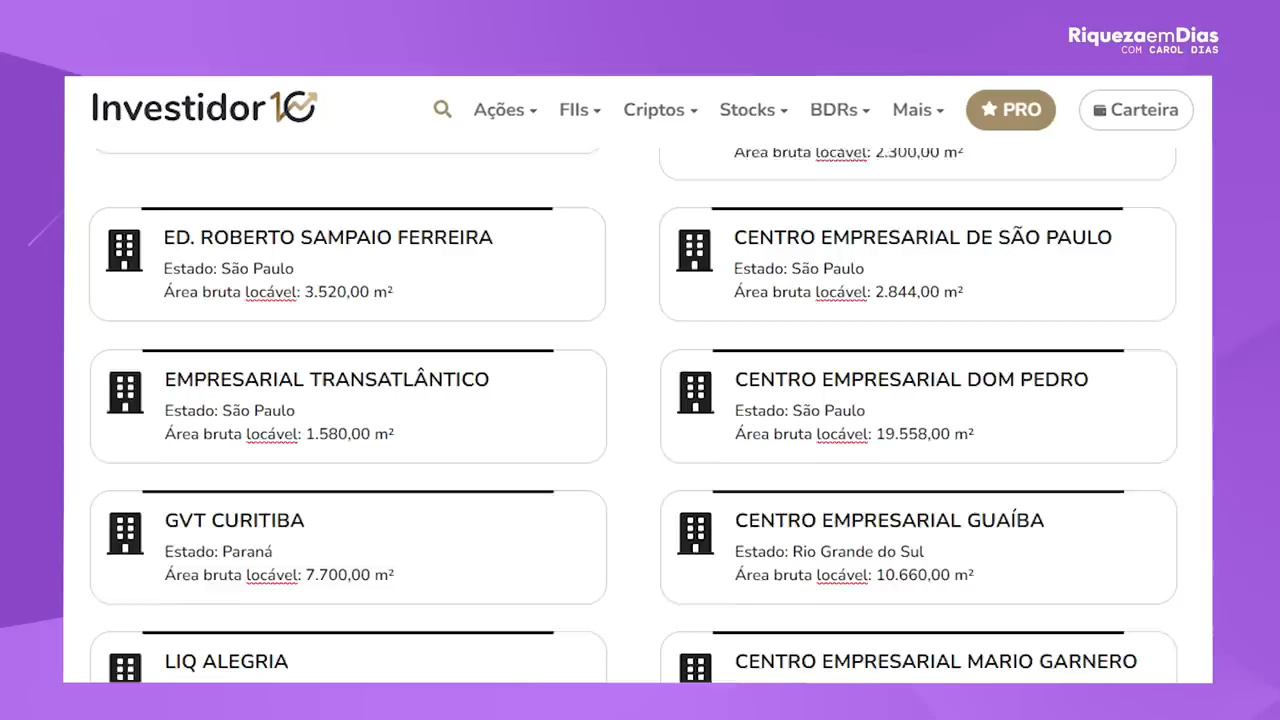 RiquezaemDias
COM CAROL DIAS
Investidor 10
Ações
FIIs
Criptos
Stocks
BDRs
Mais
PRO
Carteira
Área bruta locável: 2.300,00 m²
ED. ROBERTO SAMPAIO FERREIRA
Estado: São Paulo
Área bruta locável: 3.520,00 m²
CENTRO EMPRESARIAL DE SÃO PAULO
Estado: São Paulo
Área bruta locável: 2.844,00 m²
EMPRESARIAL TRANSATLÂNTICO
Estado: São Paulo
Área bruta locável: 1.580,00 m²
CENTRO EMPRESARIAL DOM PEDRO
Estado: São Paulo
Área bruta locável: 19.558,00 m²
GVT CURITIBA
Estado: Paraná
Área bruta locável: 7.700,00 m²
CENTRO EMPRESARIAL GUAÍBA
Estado: Rio Grande do Sul
Área bruta locável: 10.660,00 m²
LIQ ALEGRIA
CENTRO EMPRESARIAL MARIO GARNERO